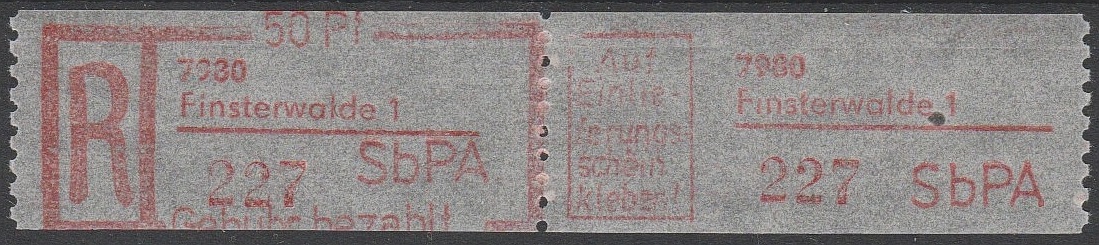 50 Pf
R
7980
Finsterwalde 1
227 SbPA
Gebühr bezahlt
Auf
Einlie-
ferungs-
schein
kleben!
7980
Finsterwalde 1
227 SbPA